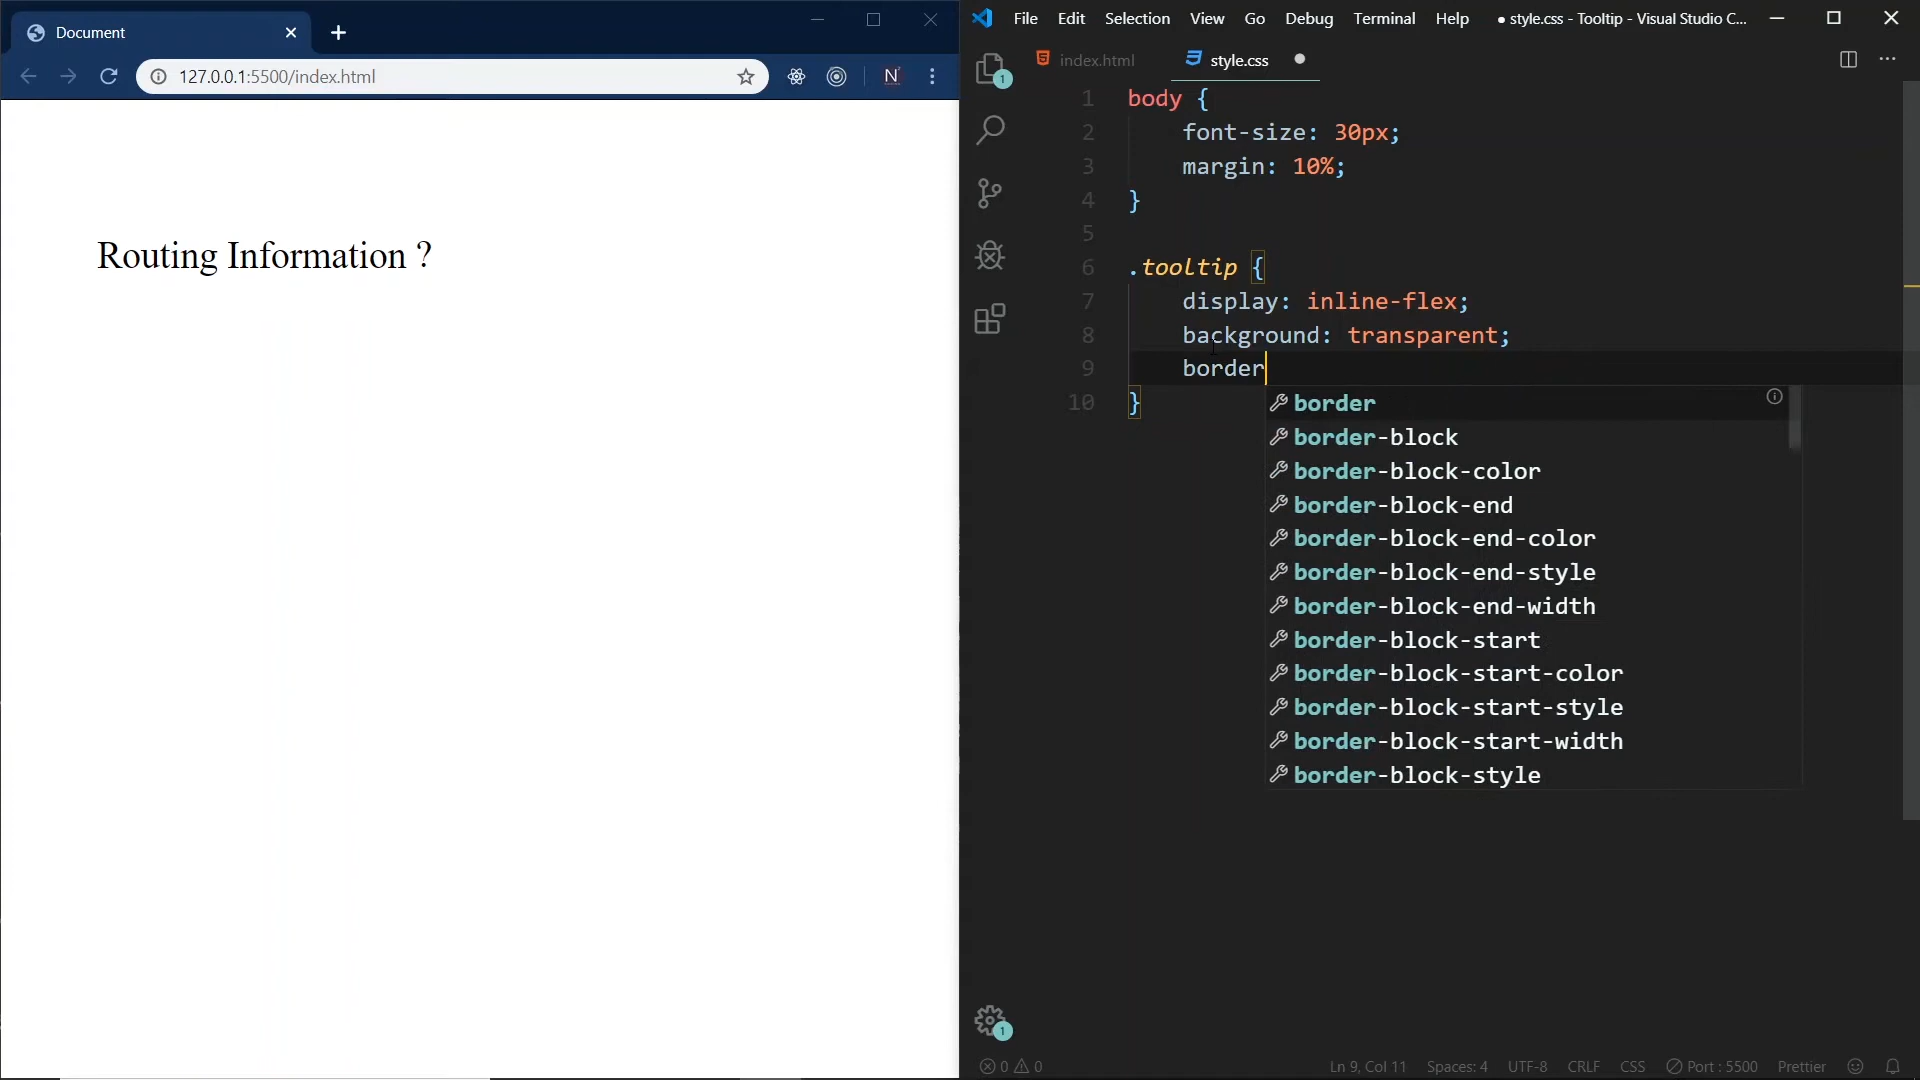 Document
127.0.0.1:5500/index.html
N
Routing Information ?
File Edit Selection View Go Debug Terminal Help
● style.css - Tooltip - Visual Studio C...
index.html
style.css
1
1 body {
2 font-size: 30px;
3 margin: 10%;
4 }
5
6 .tooltip {
7 display: inline-flex;
8 background: transparent;
9 border
10 }
border
border-block
border-block-color
border-block-end
border-block-end-color
border-block-end-style
border-block-end-width
border-block-start
border-block-start-color
border-block-start-style
border-block-start-width
border-block-style
1
0 0
Ln 9, Col 11 Spaces: 4 UTF-8 CRLF CSS Port : 5500 Prettier